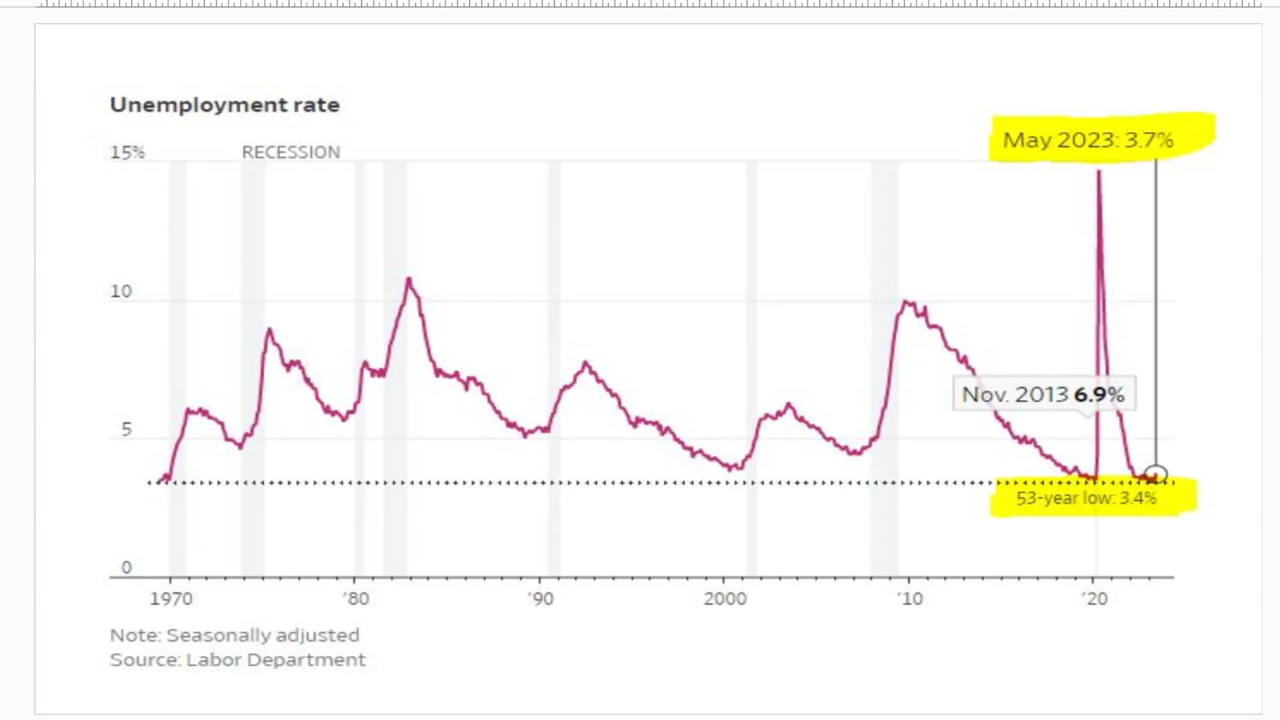 Unemployment rate
May 2023: 3.7%
15%
RECESSION
10
Nov. 2013 6.9%
5
53-year low: 3.4%
0
1970 ’80 ’90 2000 ’10 ’20
Note: Seasonally adjusted
Source: Labor Department